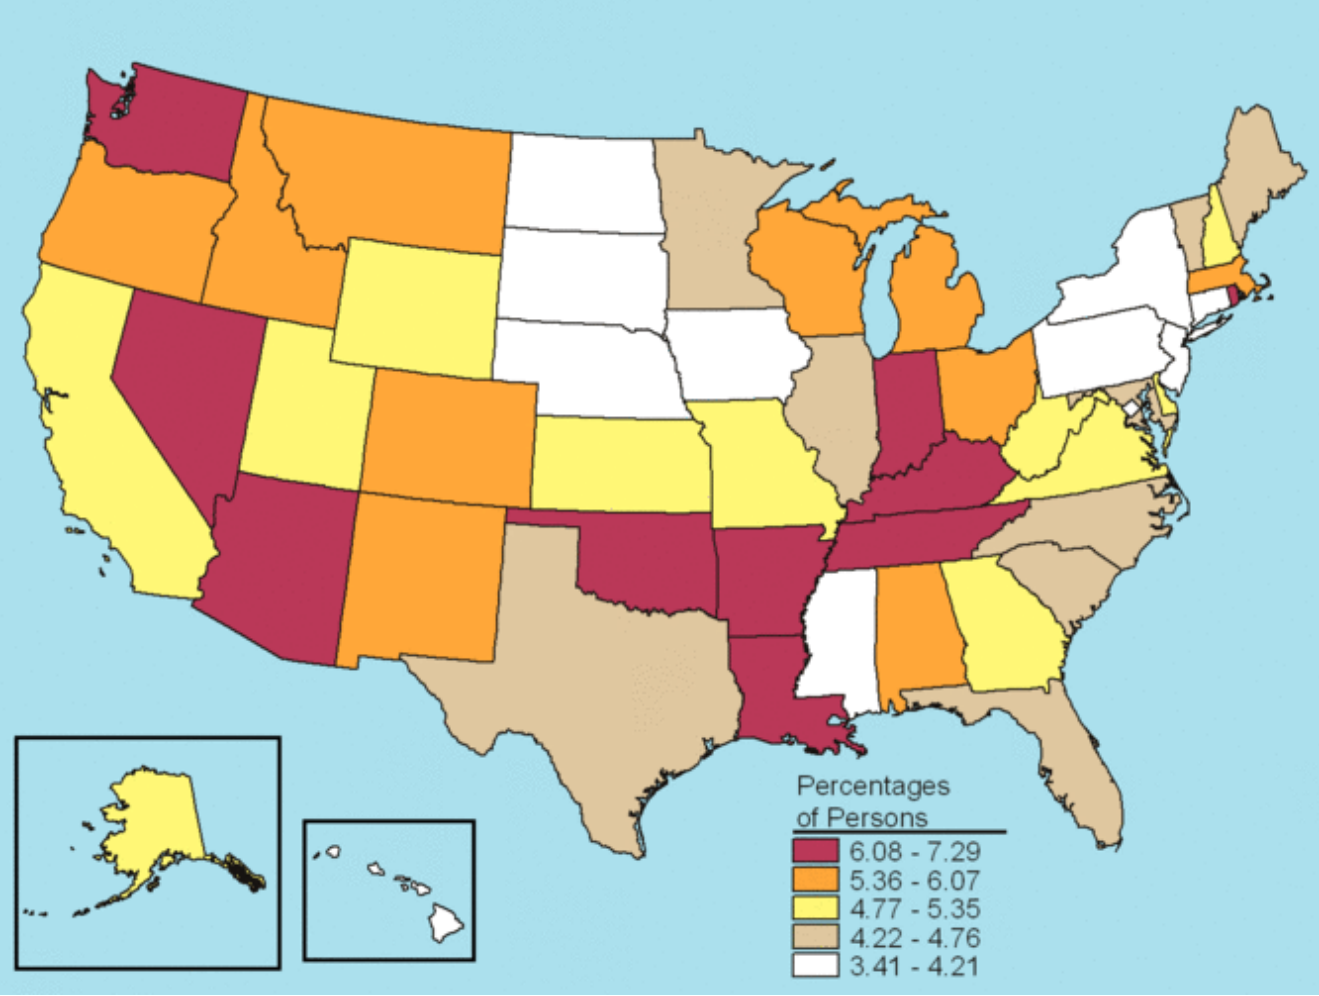 Percentages
of Persons
6.08 - 7.29
5.36 - 6.07
4.77 - 5.35
4.22 - 4.76
3.41 - 4.21